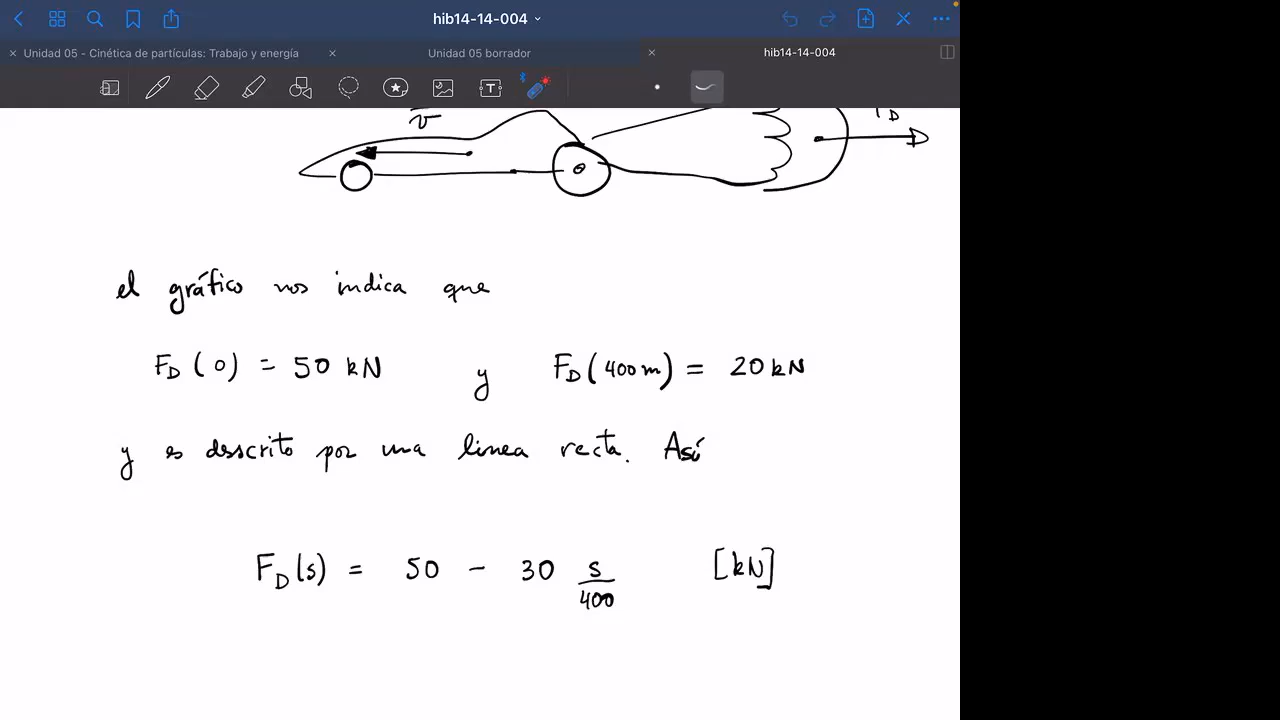 hib14-14-004
Unidad 05 - Cinética de partículas: Trabajo y energía
Unidad 05 borrador
hib14-14-004
v
F_D
el gráfico nos indica que
F_D(0) = 50 kN y F_D(400m) = 20 kN
y es descrito por una linea recta. Así
F_D(s) = 50 - 30 s/400 [kN]